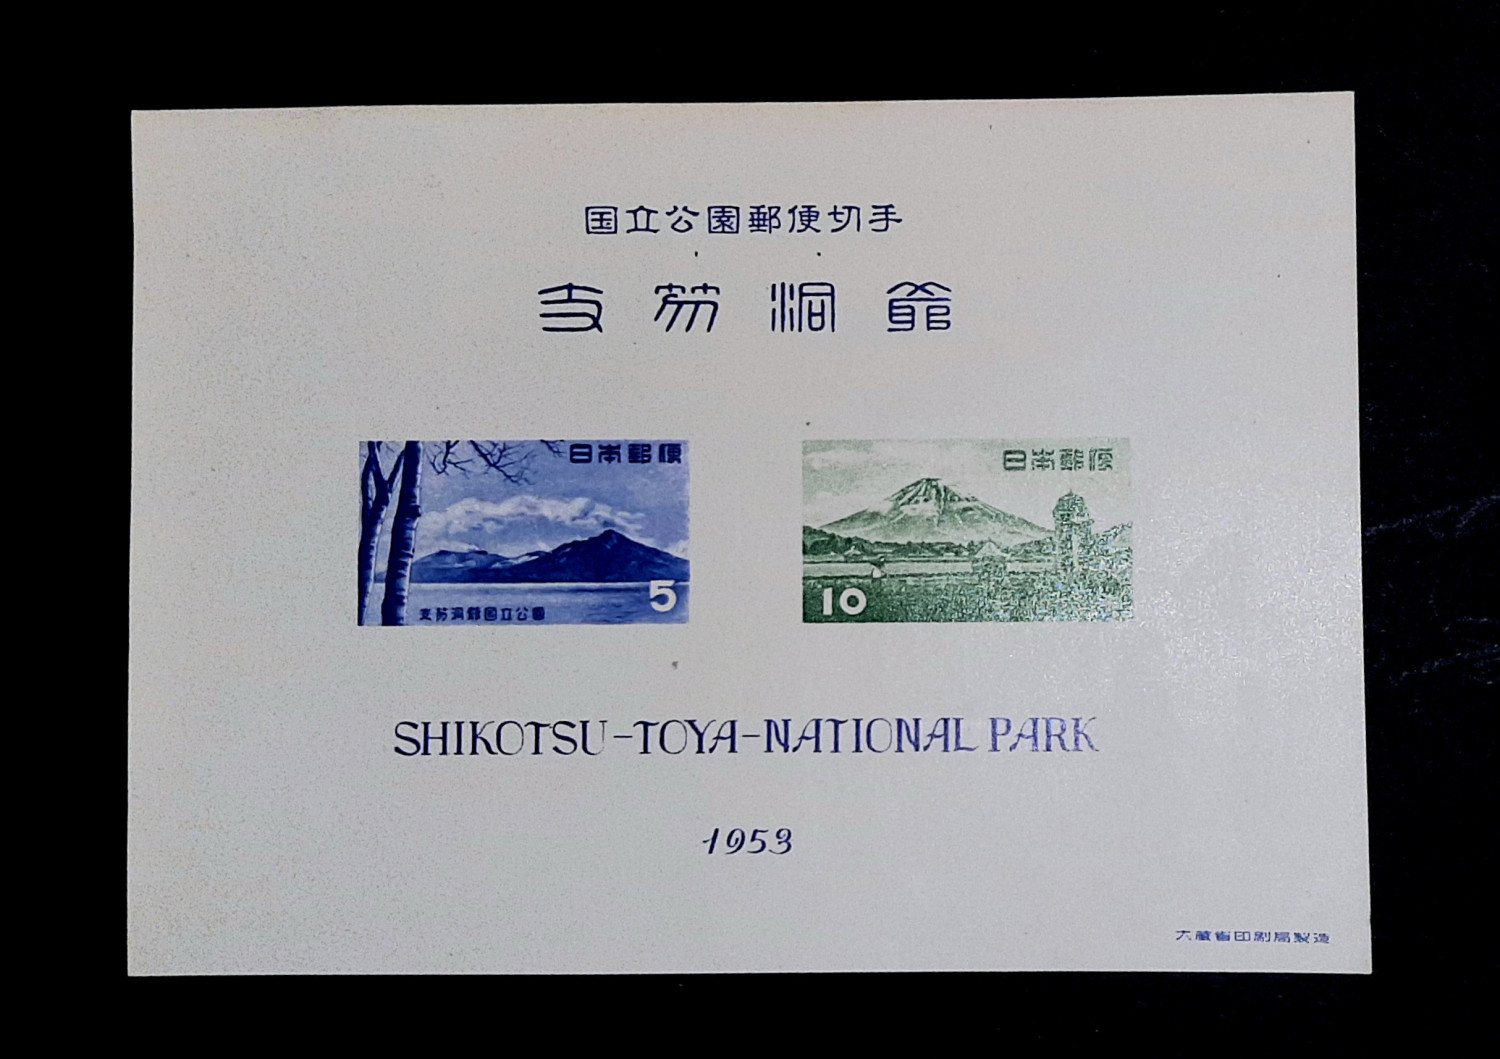 国立公園郵便切手
支笏洞爺
日本郵便
5
支笏洞爺国立公園
日本郵便
10
SHIKOTSU-TOYA-NATIONAL PARK
1953
大蔵省印刷局製造